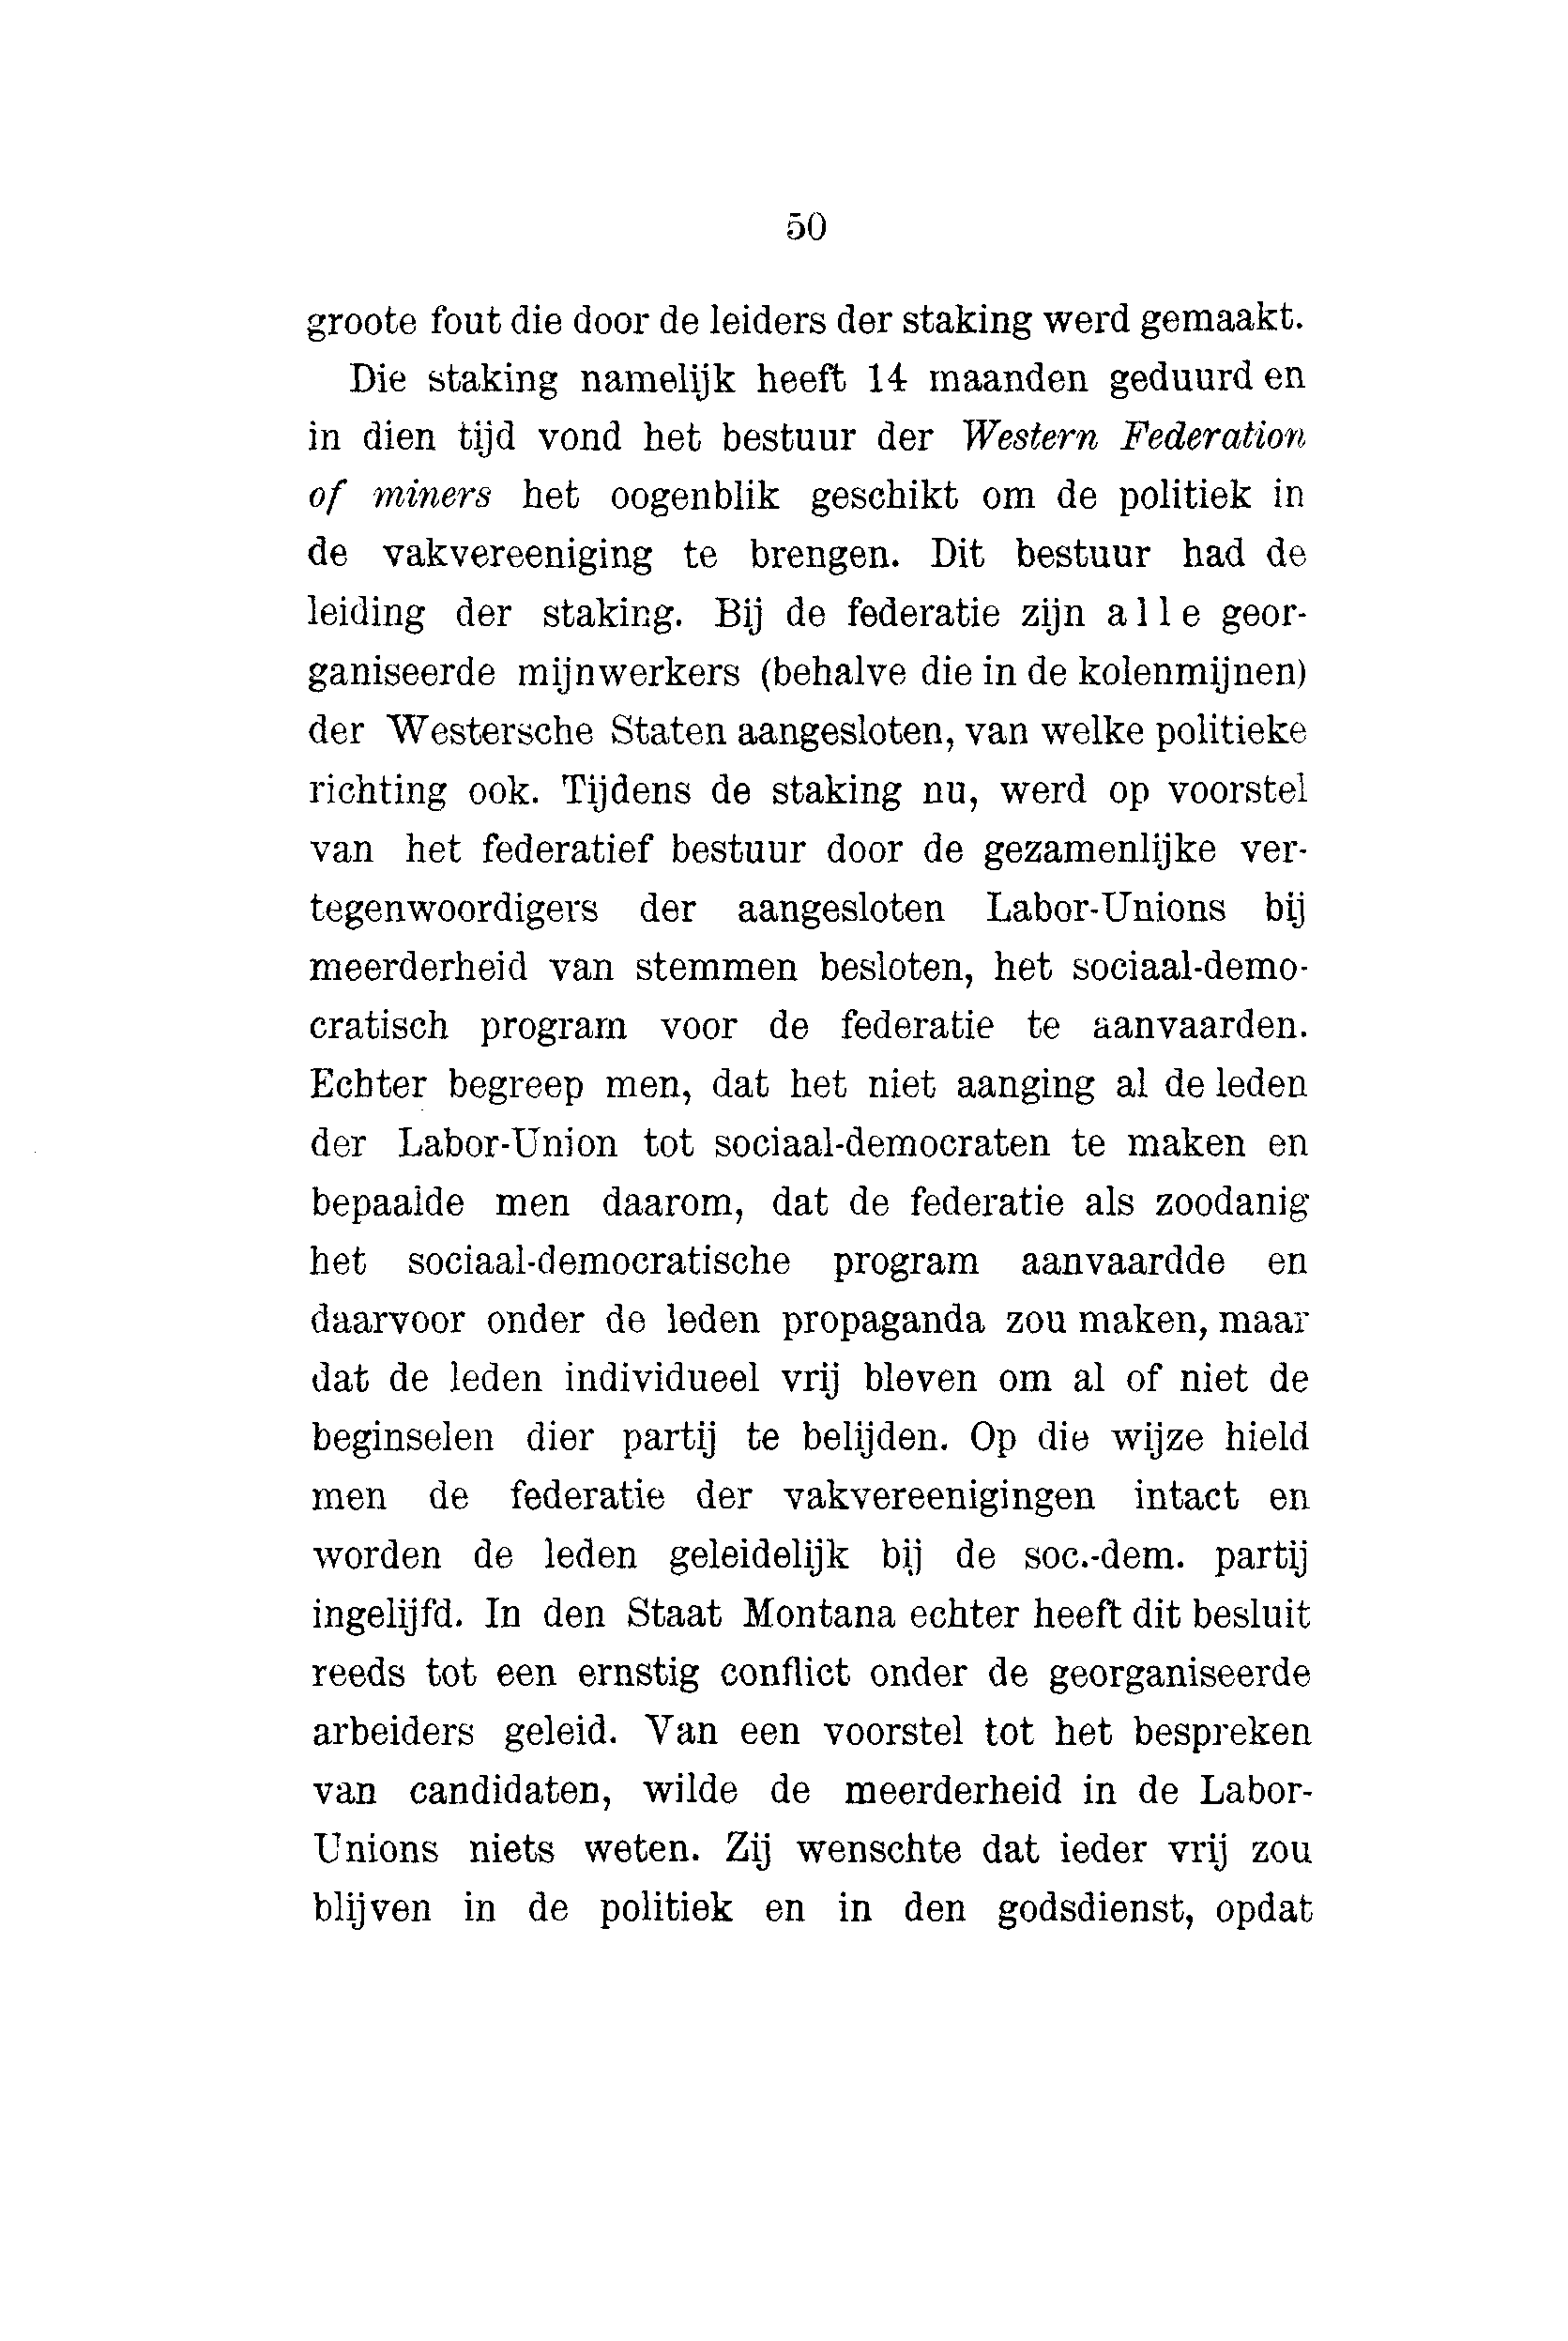 50
groote fout die door de leiders der staking werd gemaakt.
Die staking namelijk heeft 14 maanden geduurd en
in dien tijd vond het bestuur der Western Federation
of miners het oogenblik geschikt om de politiek in
de vakvereeniging te brengen. Dit bestuur had de
leiding der staking. Bij de federatie zijn alle geor-
ganiseerde mijnwerkers (behalve die in de kolenmijnen)
der Westersche Staten aangesloten, van welke politieke
richting ook. Tijdens de staking nu, werd op voorstel
van het federatief bestuur door de gezamenlijke ver-
tegenwoordigers der aangesloten Labor-Unions bij
meerderheid van stemmen besloten, het sociaal-demo-
cratisch program voor de federatie te aanvaarden.
Echter begreep men, dat het niet aanging al de leden
der Labor-Union tot sociaal-democraten te maken en
bepaalde men daarom, dat de federatie als zoodanig
het sociaal-democratische program aanvaardde en
daarvoor onder de leden propaganda zou maken, maar
dat de leden individueel vrij bleven om al of niet de
beginselen dier partij te belijden. Op die wijze hield
men de federatie der vakvereenigingen intact en
worden de leden geleidelijk bij de soc.-dem. partij
ingelijfd. In den Staat Montana echter heeft dit besluit
reeds tot een ernstig conflict onder de georganiseerde
arbeiders geleid. Van een voorstel tot het bespreken
van candidaten, wilde de meerderheid in de Labor-
Unions niets weten. Zij wenschte dat ieder vrij zou
blijven in de politiek en in den godsdienst, opdat